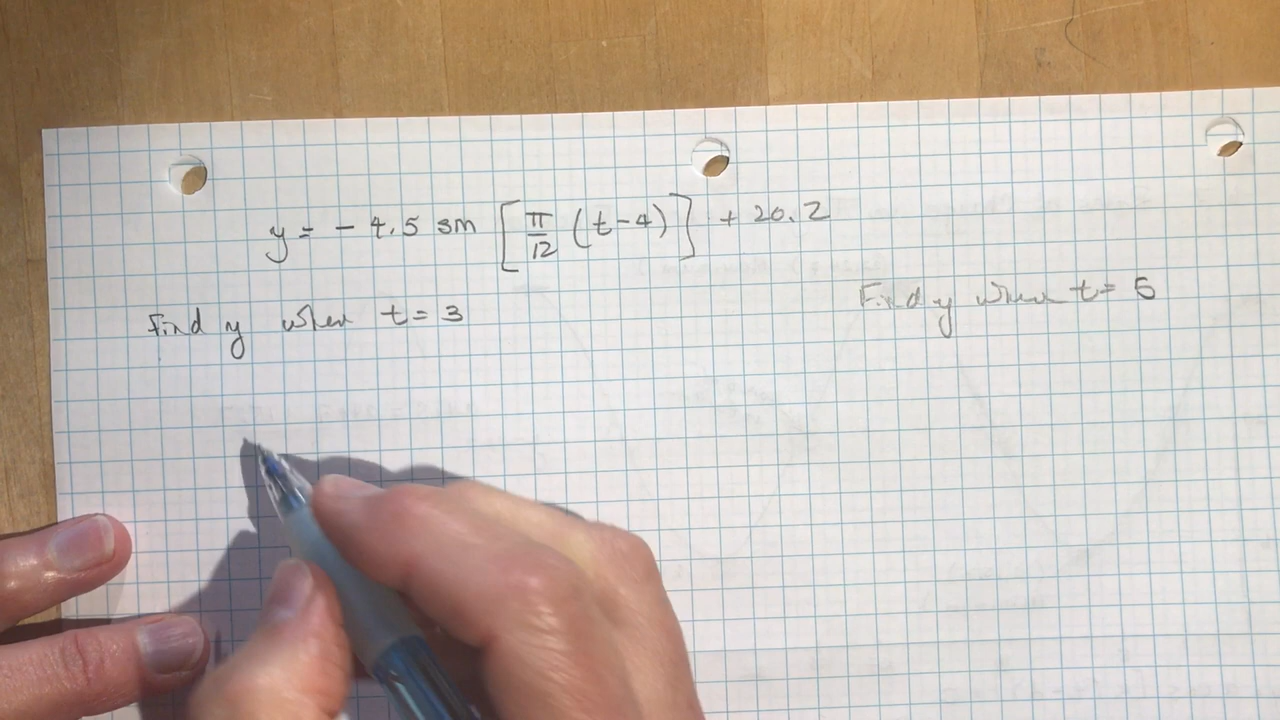 y = - 4.5 sin [π/12 (t-4)] + 20.2
Find y when t = 3
Find y when t = 6